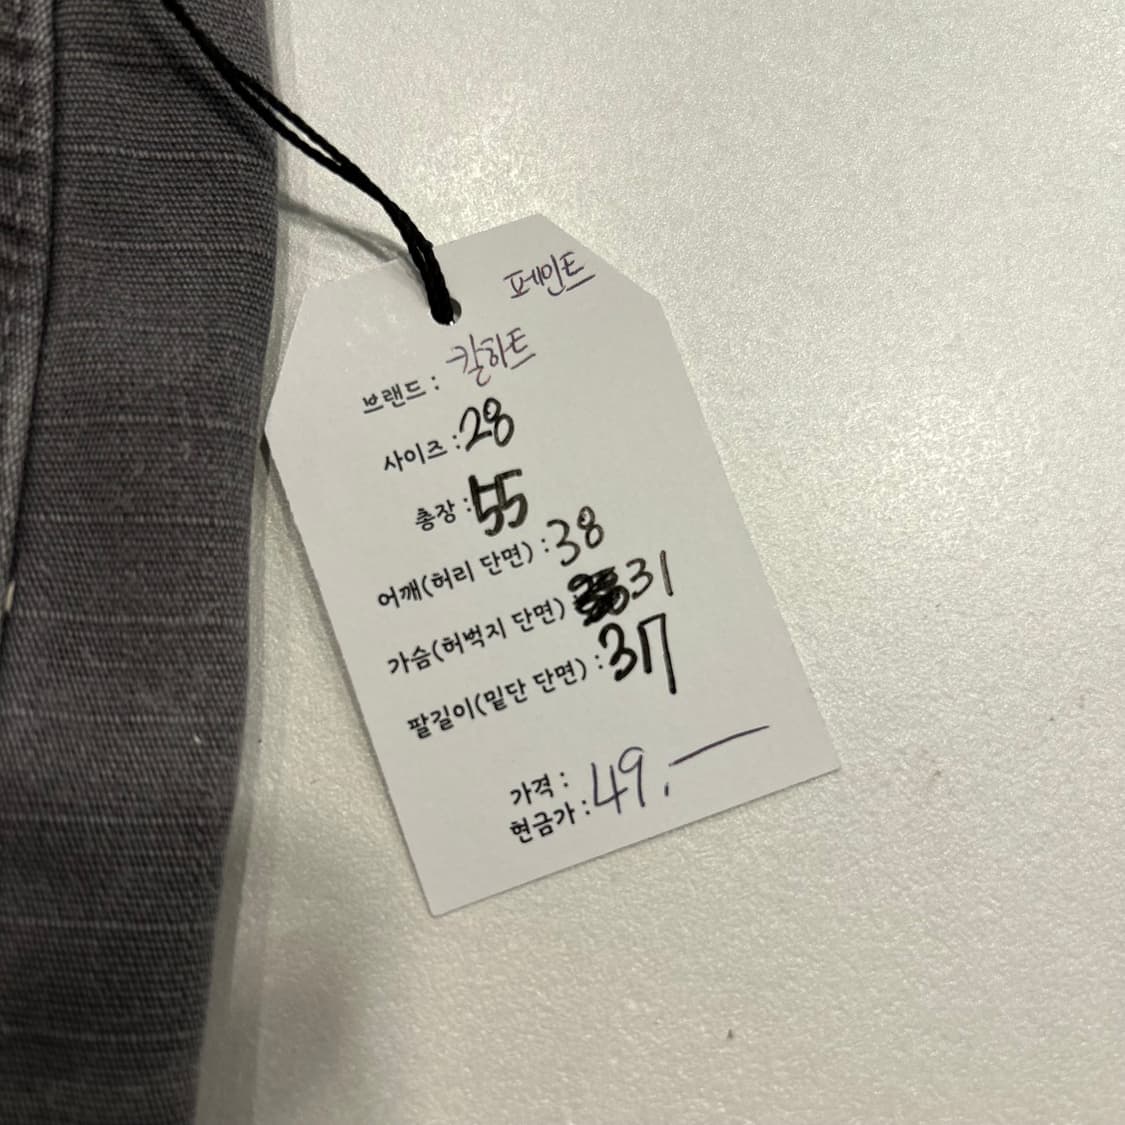 페인트
브랜드 : 칼하트
사이즈 : 28
총장 : 55
어깨(허리 단면) : 38
가슴(허벅지 단면) 31
팔길이(밑단 단면) : 37
가격 :
현금가 : 49.—